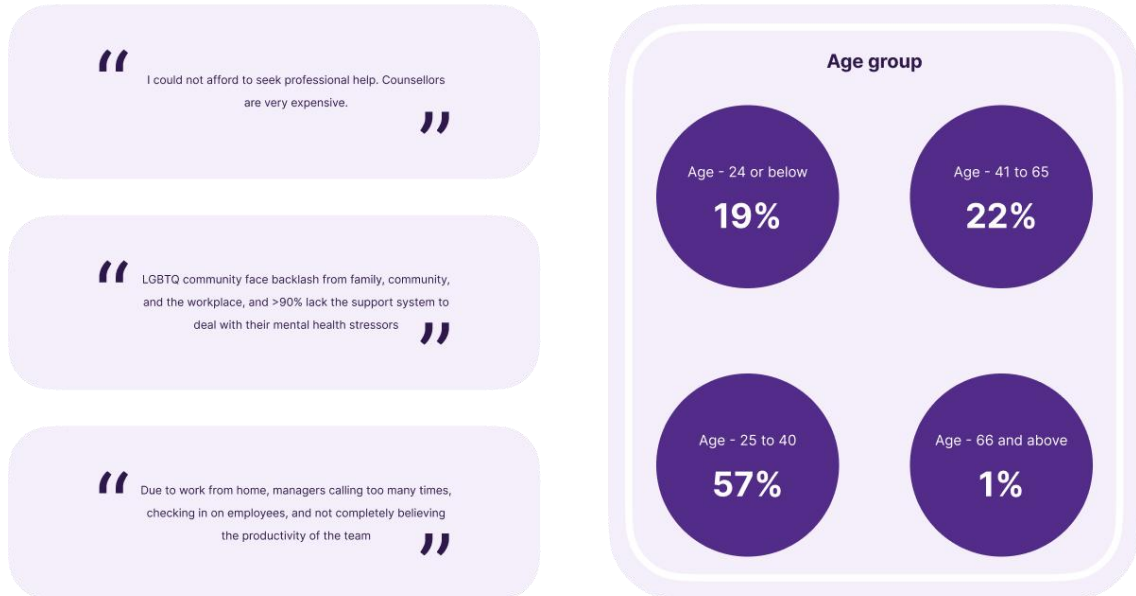 “ I could not afford to seek professional help. Counsellors
are very expensive. ”
“ LGBTQ community face backlash from family, community,
and the workplace, and >90% lack the support system to
deal with their mental health stressors ”
“ Due to work from home, managers calling too many times,
checking in on employees, and not completely believing
the productivity of the team ”
Age group
Age - 24 or below
19%
Age - 41 to 65
22%
Age - 25 to 40
57%
Age - 66 and above
1%